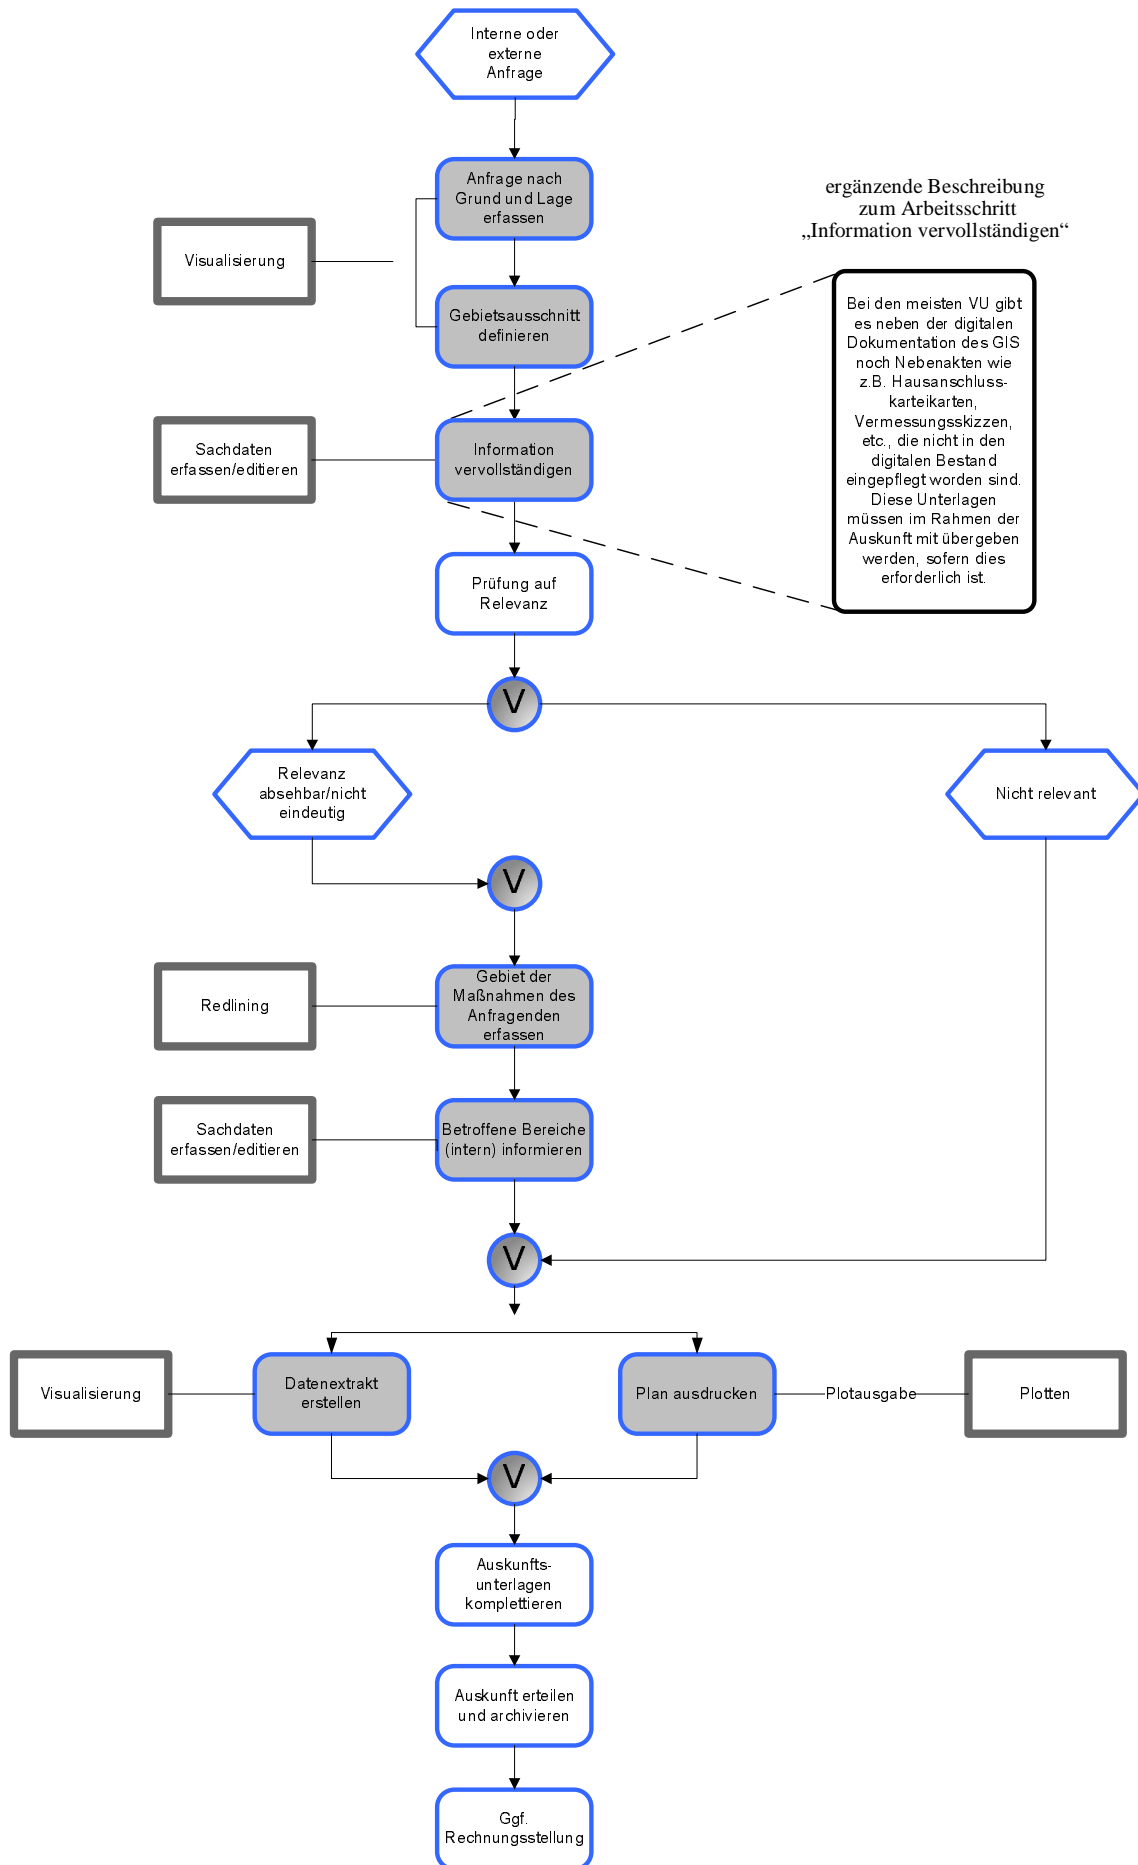 Interne oder
externe
Anfrage
Anfrage nach
Grund und Lage
erfassen
ergänzende Beschreibung
zum Arbeitsschritt
„Information vervollständigen“
Visualisierung
Gebietsausschnitt
definieren
Bei den meisten VU gibt
es neben der digitalen
Dokumentation des GIS
noch Nebenakten wie
z.B. Hausanschluss-
karteikarten,
Vermessungsskizzen,
etc., die nicht in den
digitalen Bestand
eingepflegt worden sind.
Diese Unterlagen
müssen im Rahmen der
Auskunft mit übergeben
werden, sofern dies
erforderlich ist.
Sachdaten
erfassen/editieren
Information
vervollständigen
Prüfung auf
Relevanz
V
Relevanz
absehbar/nicht
eindeutig
Nicht relevant
V
Redlining
Gebiet der
Maßnahmen des
Anfragenden
erfassen
Sachdaten
erfassen/editieren
Betroffene Bereiche
(intern) informieren
V
Visualisierung
Datenextrakt
erstellen
Plan ausdrucken
Plotausgabe
Plotten
V
Auskunfts-
unterlagen
komplettieren
Auskunft erteilen
und archivieren
Ggf.
Rechnungsstellung